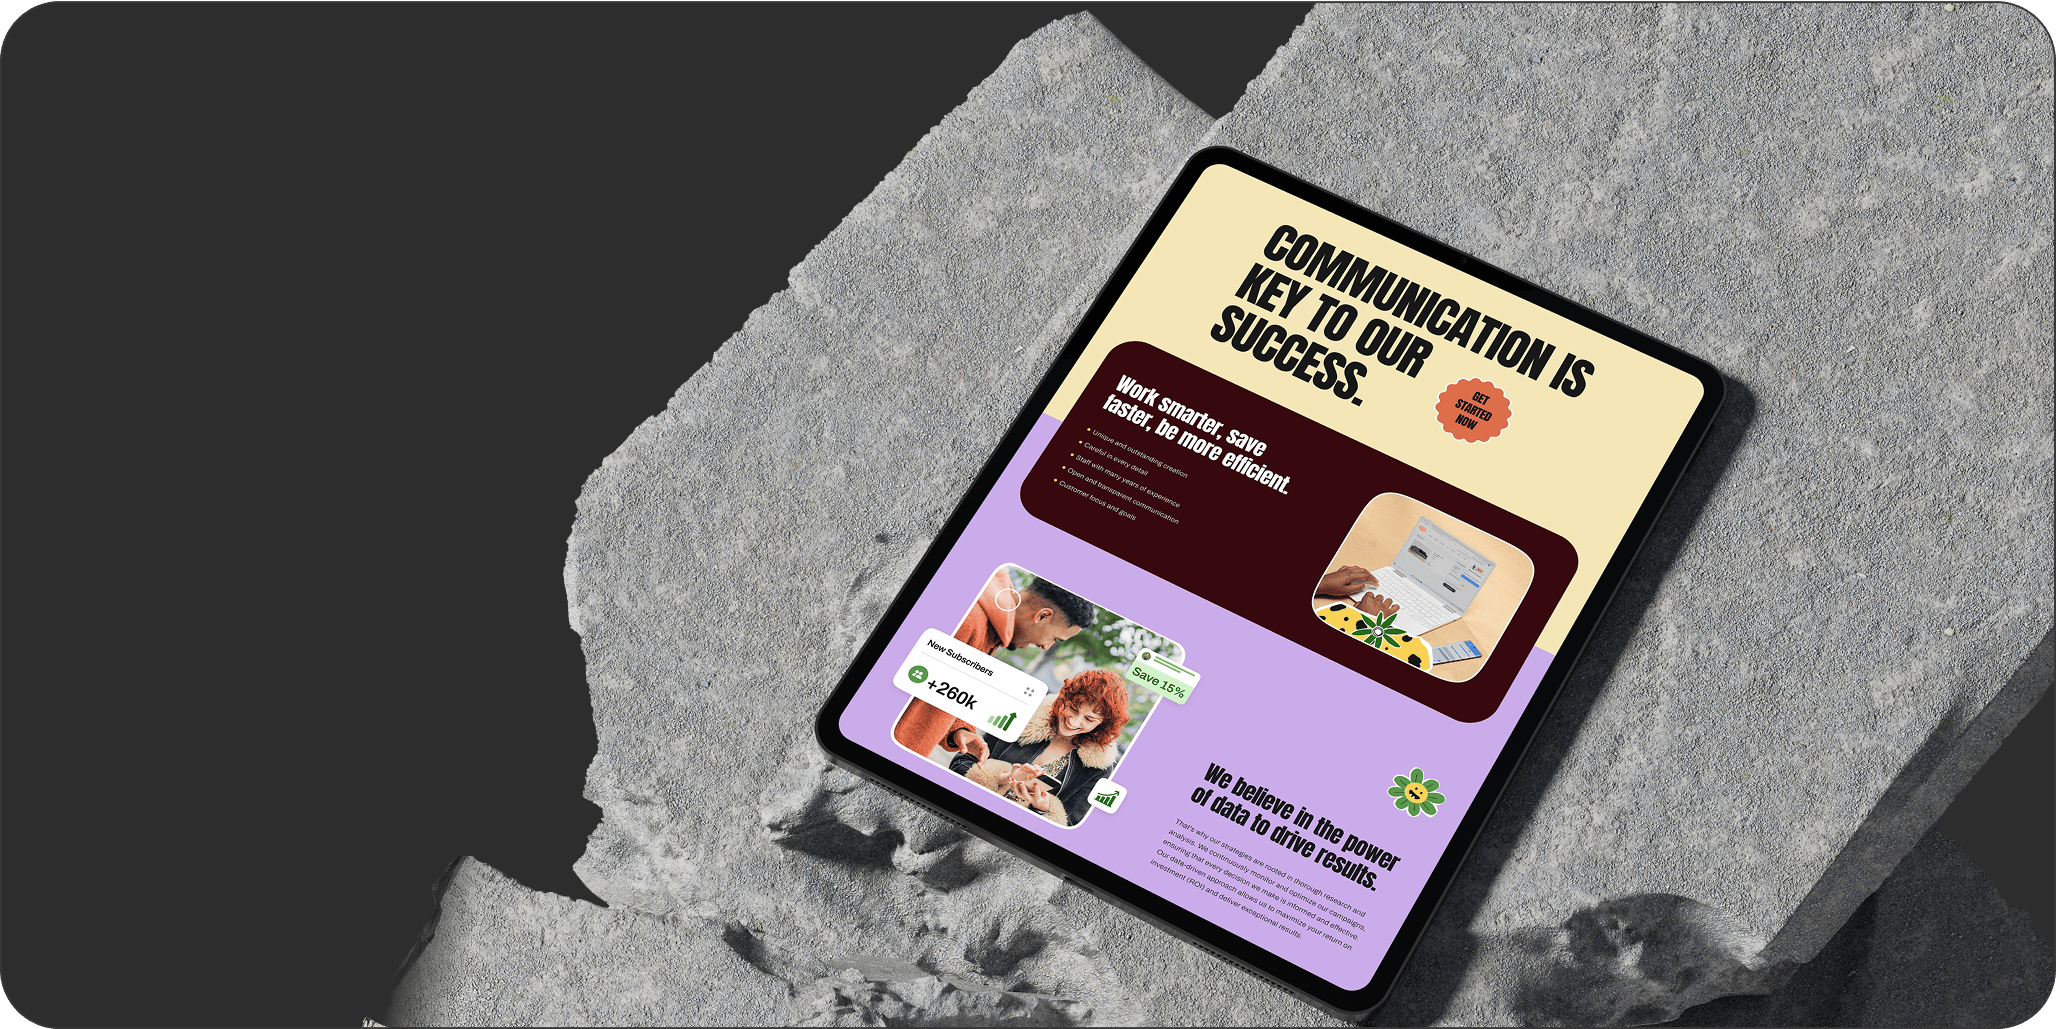 COMMUNICATION IS
KEY TO OUR
SUCCESS.
GET
STARTED
NOW
Work smarter, save
faster, be more efficient.
Unique and outstanding creation
Careful in every detail
Staff with many years of experience
Open and transparent communication
Customer focus and goals
New Subscribers
+260k
Save 15%
We believe in the power
of data to drive results.
That's why our strategies are rooted in thorough research and
analysis. We continuously monitor and optimize our campaigns,
ensuring that every decision we make is informed and effective.
Our data-driven approach allows us to maximize your return on
investment (ROI) and deliver exceptional results.